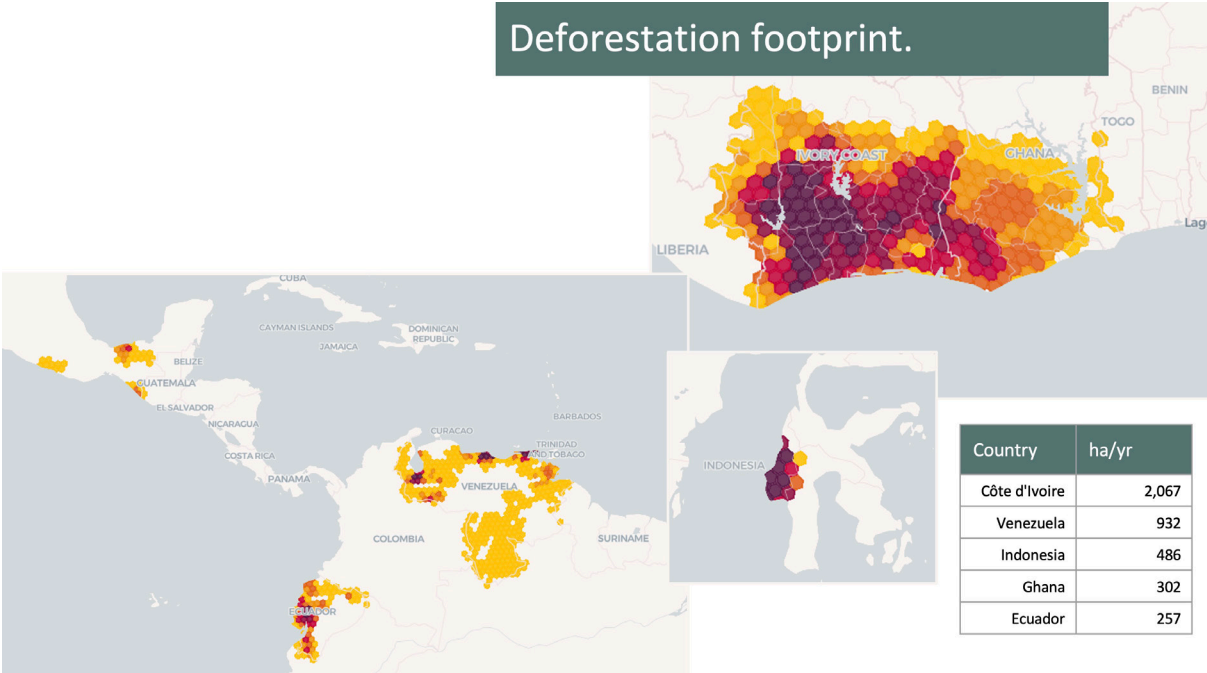 Deforestation footprint.
BENIN
TOGO
IVORY COAST
GHANA
LIBERIA
Lag
CUBA
CAYMAN ISLANDS
DOMINICAN
REPUBLIC
JAMAICA
BELIZE
GUATEMALA
EL SALVADOR
NICARAGUA
BARBADOS
CURACAO
COSTA RICA
TRINIDAD
AND TOBAGO
PANAMA
VENEZUELA
COLOMBIA
SURINAME
ECUADOR
INDONESIA
Country ha/yr
Côte d'Ivoire 2,067
Venezuela 932
Indonesia 486
Ghana 302
Ecuador 257